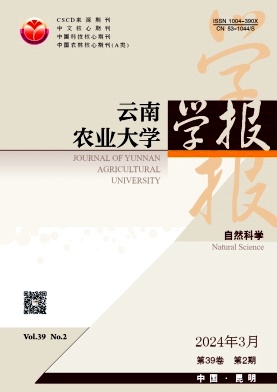 CSCD来源期刊
中文核心期刊
中国科技核心期刊
中国农林核心期刊(A类)
ISSN 1004-390X
CN 53-1044/S
学
报
云南
农业大学
学报
JOURNAL OF YUNNAN
AGRICULTURAL
UNIVERSITY
自然科学
Natural Science
Vol.39 No.2
2024年3月
第39卷 第2期
中国·昆明